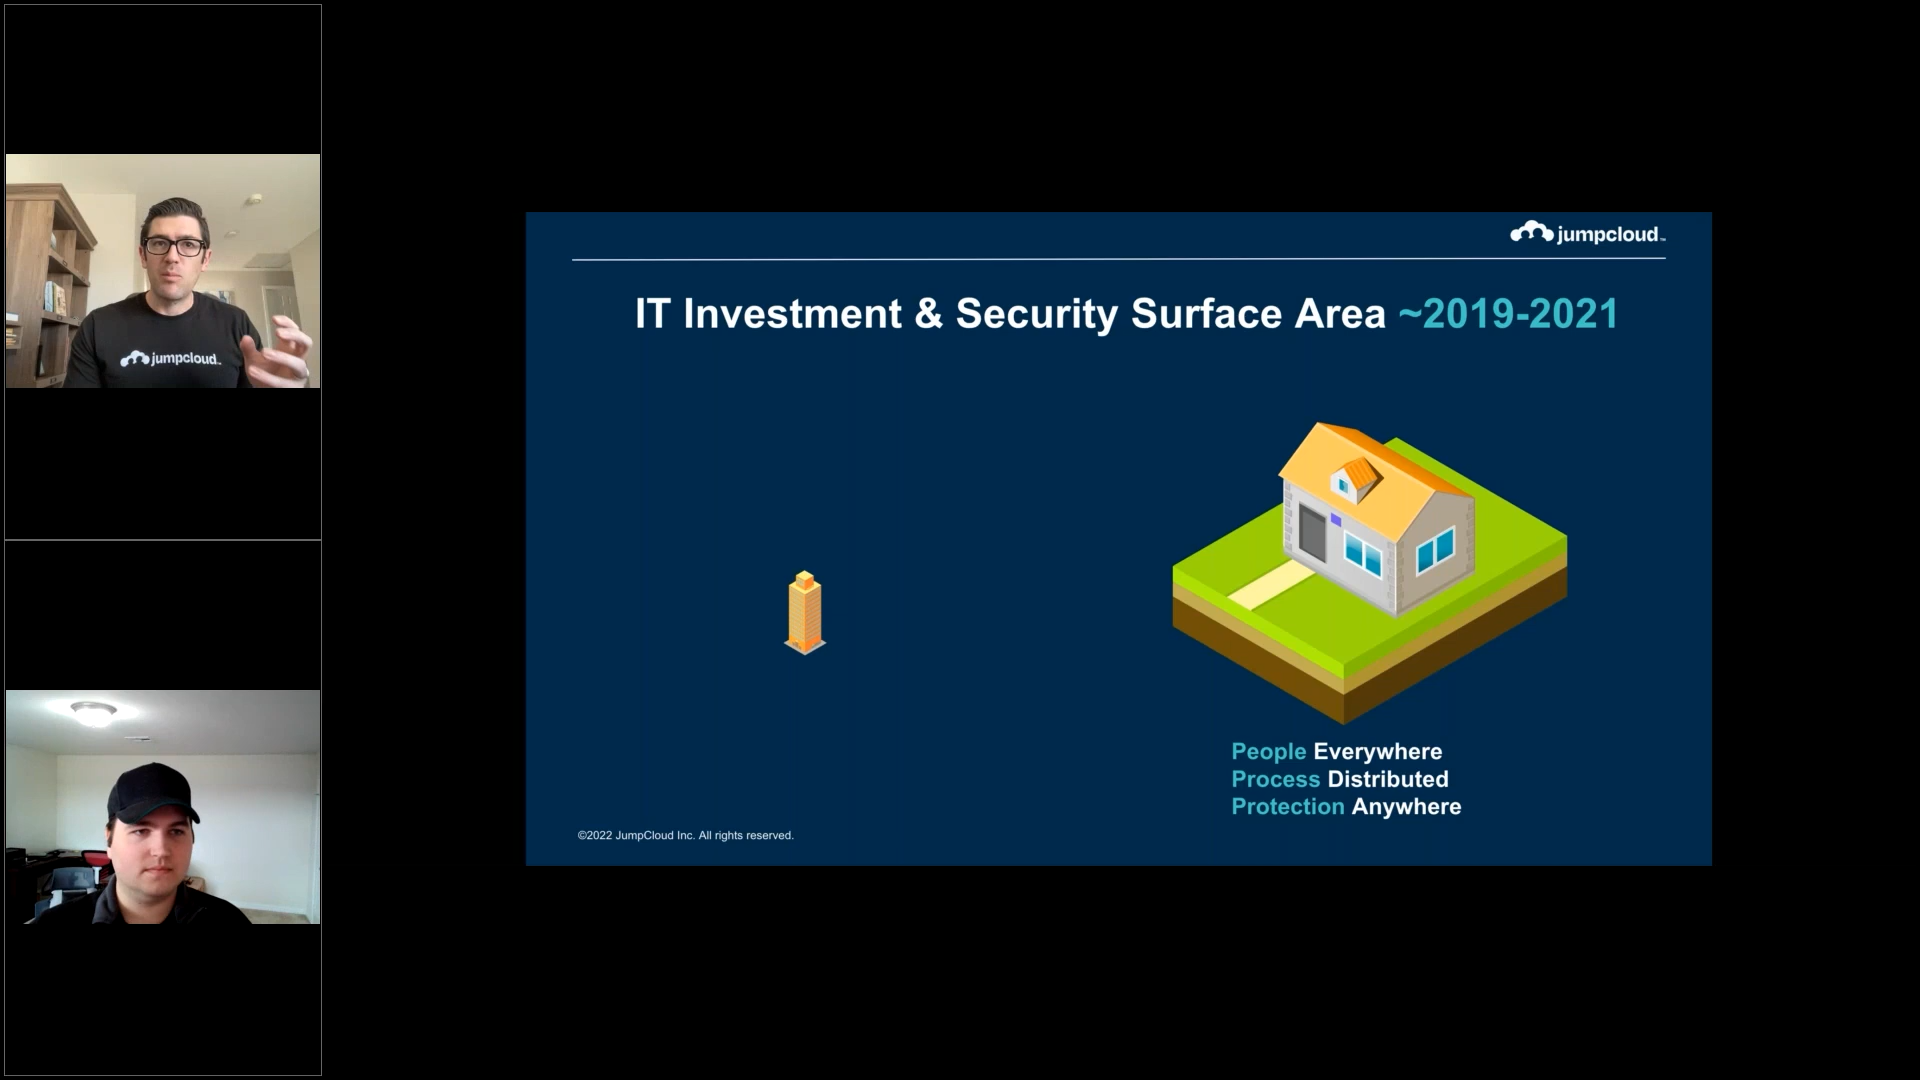 jumpcloud
jumpcloud
IT Investment & Security Surface Area ~2019-2021
People Everywhere
Process Distributed
Protection Anywhere
©2022 JumpCloud Inc. All rights reserved.